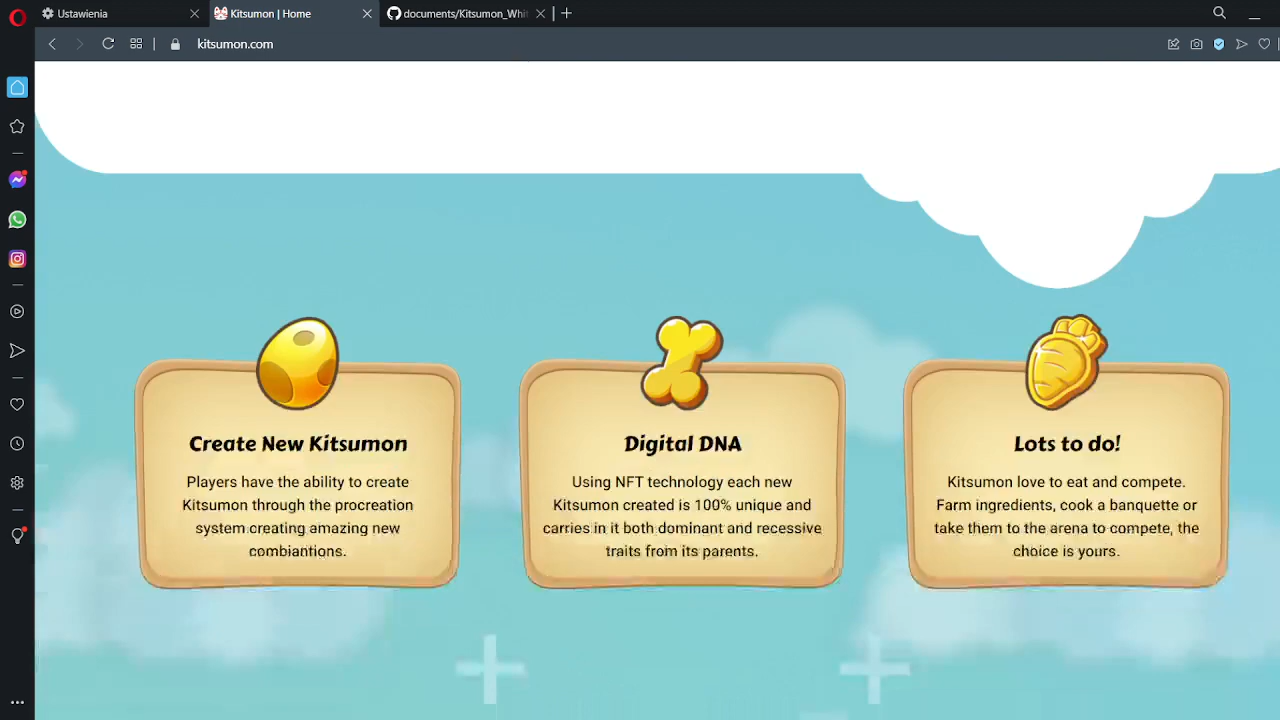 Ustawienia
Kitsumon | Home
documents/Kitsumon_Whit
kitsumon.com
Create New Kitsumon
Players have the ability to create
Kitsumon through the procreation
system creating amazing new
combiantions.
Digital DNA
Using NFT technology each new
Kitsumon created is 100% unique and
carries in it both dominant and recessive
traits from its parents.
Lots to do!
Kitsumon love to eat and compete.
Farm ingredients, cook a banquette or
take them to the arena to compete, the
choice is yours.